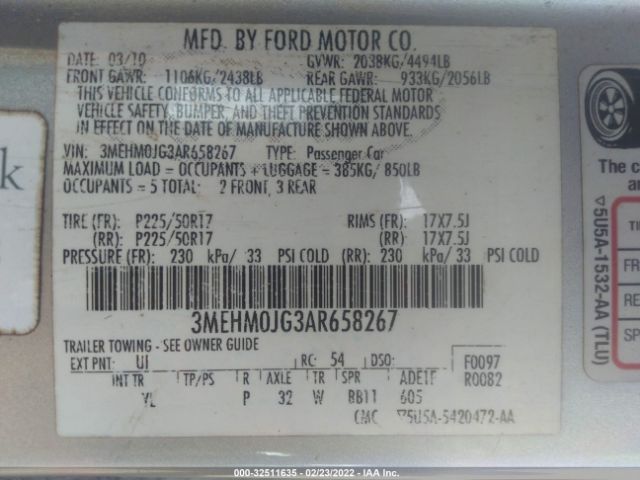 MFD. BY FORD MOTOR CO.
DATE: 03/10 GVWR: 2038KG/4494LB
FRONT GAWR: 1106KG/2438LB REAR GAWR: 933KG/2056LB
THIS VEHICLE CONFORMS TO ALL APPLICABLE FEDERAL MOTOR
VEHICLE SAFETY, BUMPER, AND THEFT PREVENTION STANDARDS
IN EFFECT ON THE DATE OF MANUFACTURE SHOWN ABOVE.
VIN: 3MEHM0JG3AR658267 TYPE: Passenger Car
MAXIMUM LOAD = OCCUPANTS + LUGGAGE = 385KG/ 850LB
OCCUPANTS = 5 TOTAL: 2 FRONT, 3 REAR
TIRE (FR): P225/50R17 RIMS (FR): 17X7.5J
(RR): P225/50R17 (RR): 17X7.5J
PRESSURE (FR): 230 kPa/ 33 PSI COLD (RR): 230 kPa/ 33 PSI COLD
3MEHM0JG3AR658267
TRAILER TOWING - SEE OWNER GUIDE
EXT PNT: UI RC: 54 DSO: F0097
INT TR TP/PS R AXLE TR SPR ADE1F R0082
YL P 32 W BB11 605
CMC 5U5A-5420472-AA
k
The c
an
TI
F
RE
SP
5U5A-1532-AA (TLU)
000-32511635 - 02/23/2022 - IAA Inc.